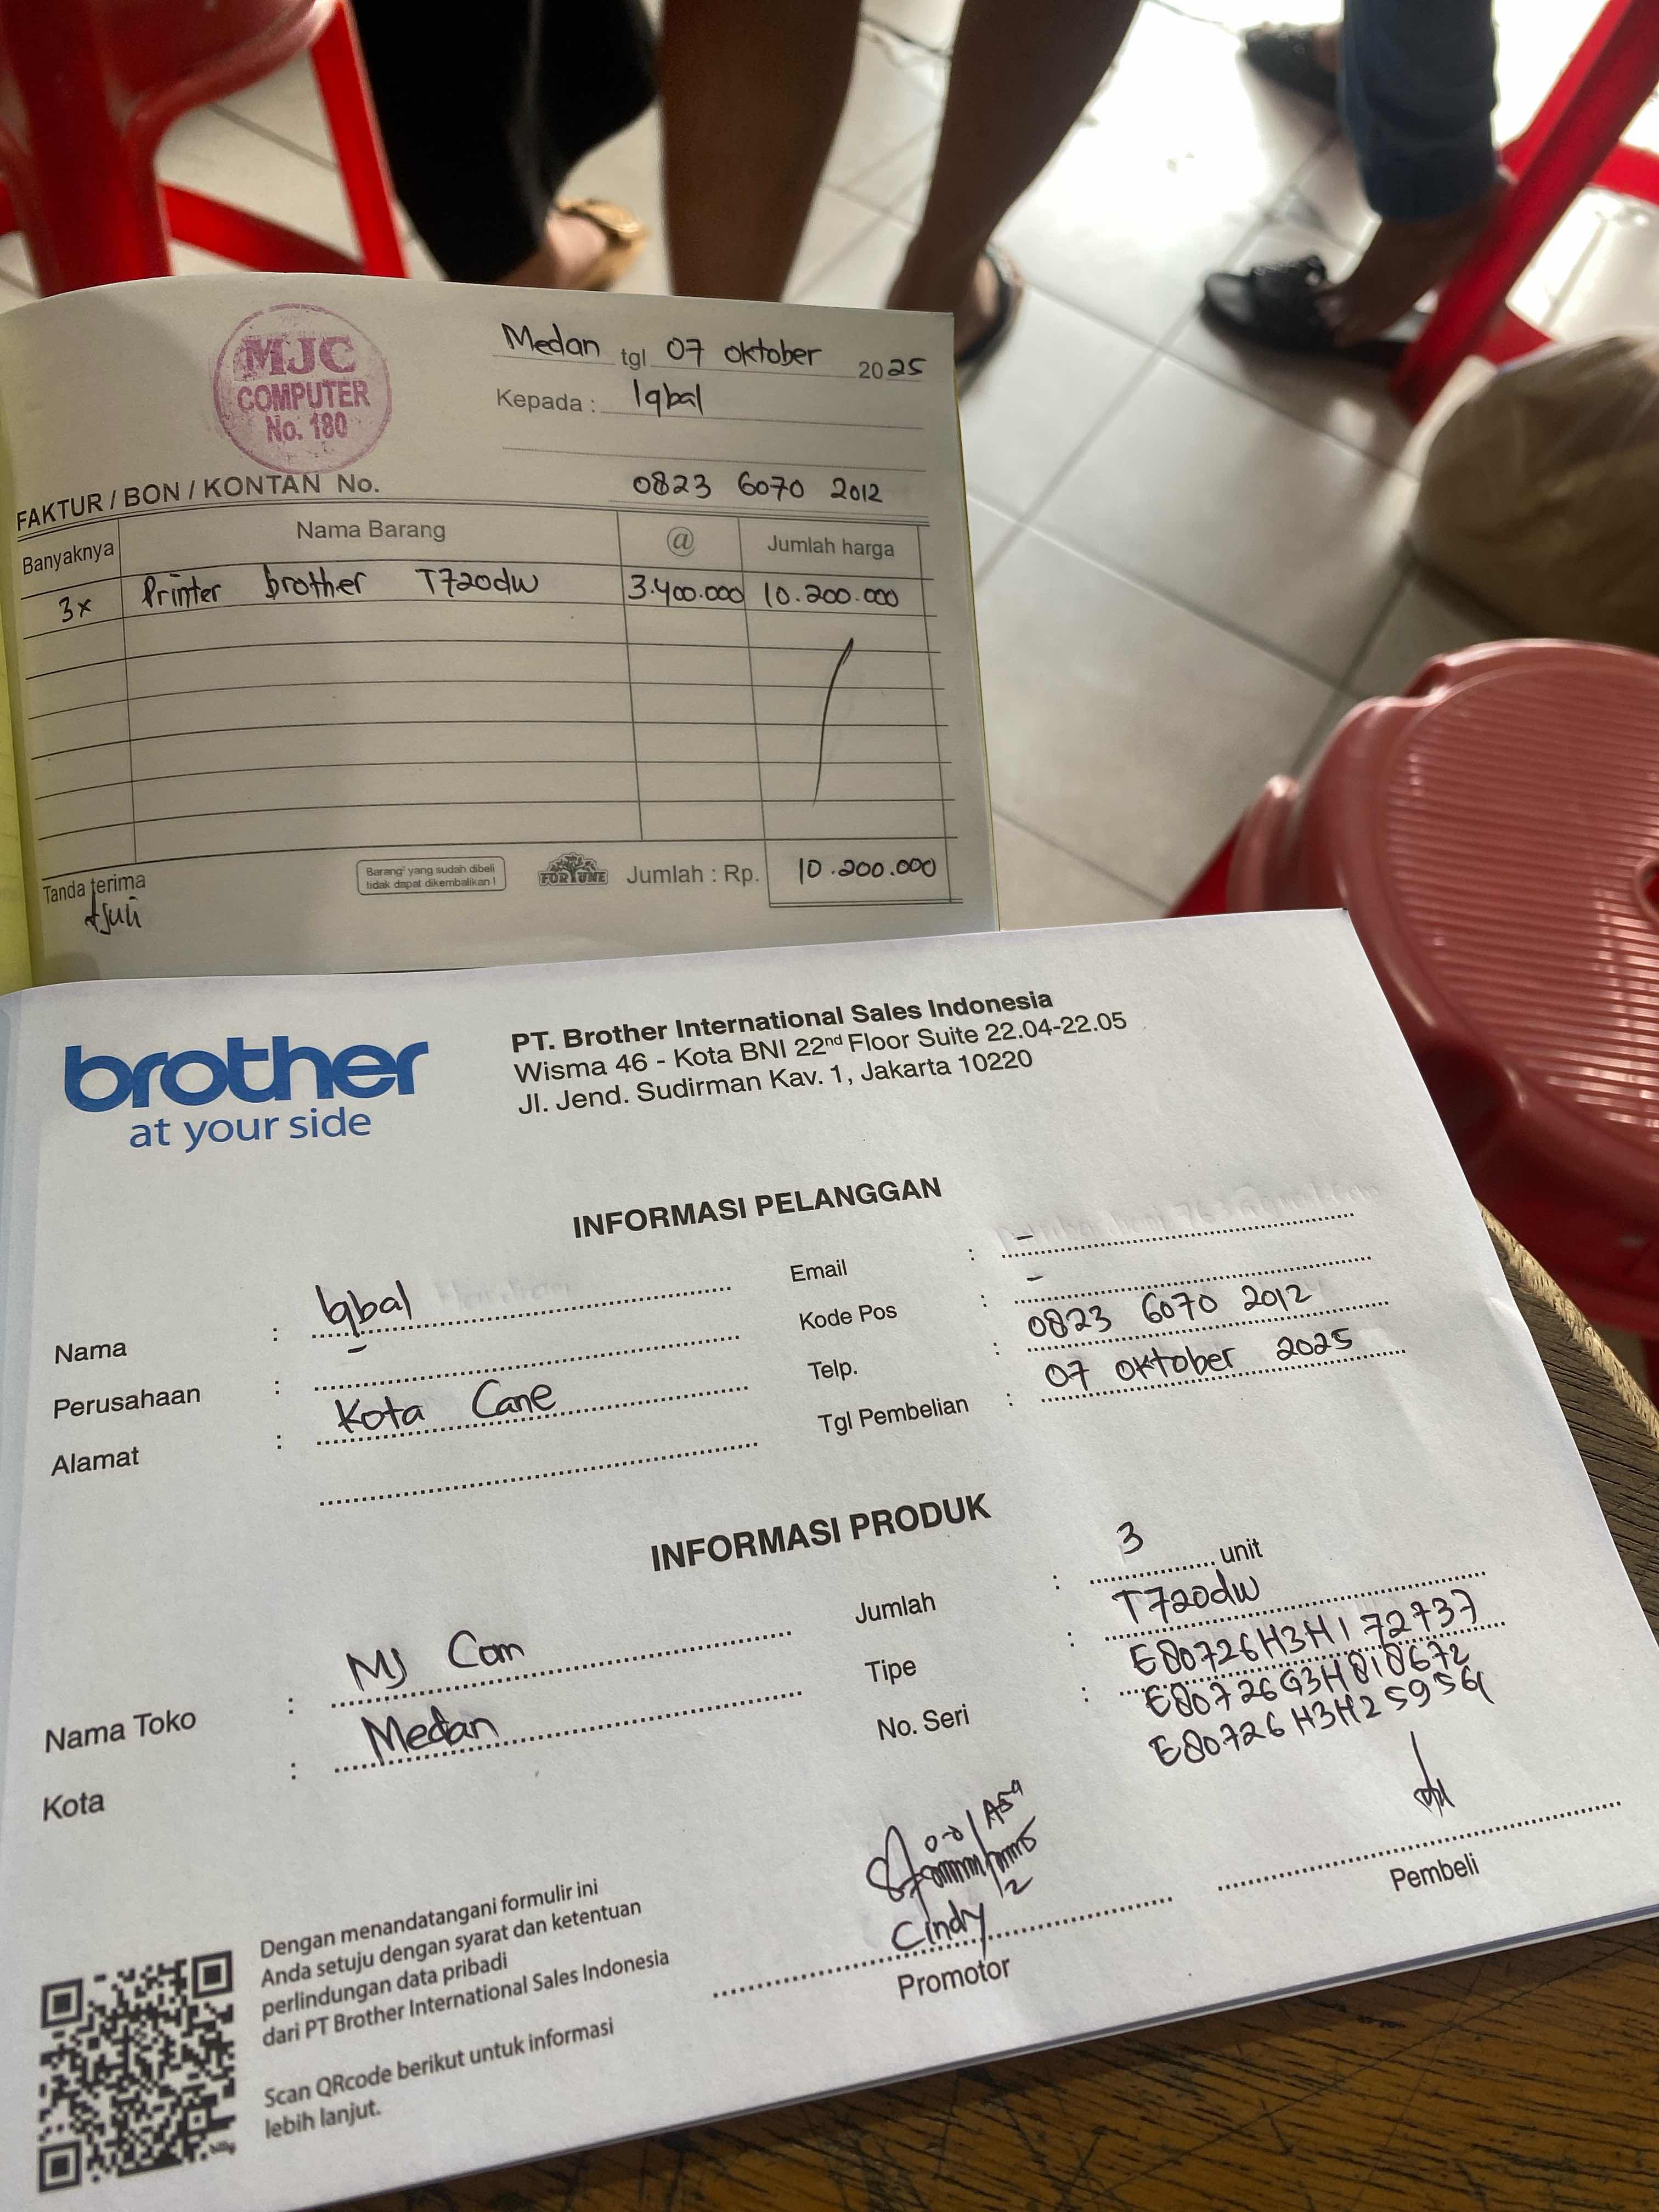 MJC
COMPUTER
No. 180
Medan tgl 07 oktober 2025
Kepada : Iqbal
FAKTUR / BON / KONTAN No. 0823 6070 2012
Banyaknya Nama Barang @ Jumlah harga
3x Printer brother T720dw 3.400.000 10.200.000
Tanda terima
Barang² yang sudah dibeli
tidak dapat dikembalikan !
FORTUNE
Jumlah : Rp. 10.200.000
brother
at your side
PT. Brother International Sales Indonesia
Wisma 46 - Kota BNI 22nd Floor Suite 22.04-22.05
Jl. Jend. Sudirman Kav. 1, Jakarta 10220
INFORMASI PELANGGAN
Nama : Iqbal
Perusahaan : -
Alamat : Kota Cane
Email : -
Kode Pos : -
Telp. : 0823 6070 2012
Tgl Pembelian : 07 oktober 2025
INFORMASI PRODUK
Nama Toko : MJ Com
Kota : Medan
Jumlah : 3 unit
Tipe : T720dw
No. Seri : E80726H3H172737
E80726G3H818672
Cindy
Promotor
Pembeli
Dengan menandatangani formulir ini
Anda setuju dengan syarat dan ketentuan
perlindungan data pribadi
dari PT Brother International Sales Indonesia
Scan QRcode berikut untuk informasi
lebih lanjut.